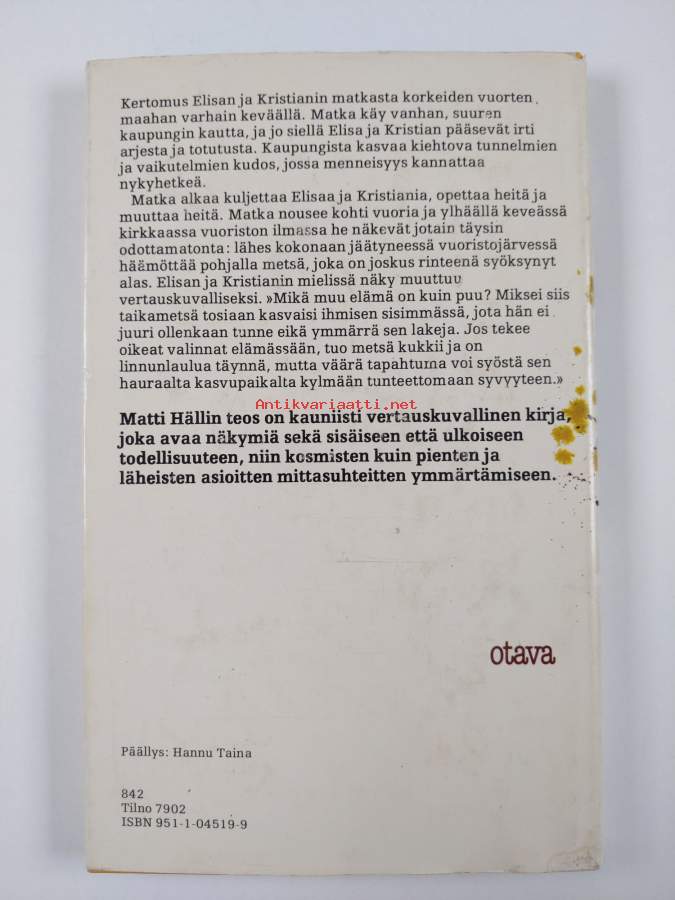 Kertomus Elisan ja Kristianin matkasta korkeiden vuorten
maahan varhain keväällä. Matka käy vanhan, suuren
kaupungin kautta, ja jo siellä Elisa ja Kristian pääsevät irti
arjesta ja totutusta. Kaupungista kasvaa kiehtova tunnelmien
ja vaikutelmien kudos, jossa menneisyys kannattaa
nykyhetkeä.
Matka alkaa kuljettaa Elisaa ja Kristiania, opettaa heitä ja
muuttaa heitä. Matka nousee kohti vuoria ja ylhäällä keveässä
kirkkaassa vuoriston ilmassa he näkevät jotain täysin
odottamatonta: lähes kokonaan jäätyneessä vuoristojärvessä
häämöttää pohjalla metsä, joka on joskus rinteenä syöksynyt
alas. Elisan ja Kristianin mielissä näky muuttuu
vertauskuvalliseksi. »Mikä muu elämä on kuin puu? Miksei siis
taikametsä tosiaan kasvaisi ihmisen sisimmässä, jota hän ei
juuri ollenkaan tunne eikä ymmärrä sen lakeja. Jos tekee
oikeat valinnat elämässään, tuo metsä kukkii ja on
linnunlaulua täynnä, mutta väärä tapahtuma voi syöstä sen
hauraalta kasvupaikalta kylmään tunteettomaan syvyyteen.»
Antikvariaatti.net
Matti Hällin teos on kauniisti vertauskuvallinen kirja,
joka avaa näkymiä sekä sisäiseen että ulkoiseen
todellisuuteen, niin kosmisten kuin pienten ja
läheisten asioitten mittasuhteitten ymmärtämiseen.
otava
Päällys: Hannu Taina
842
Tilno 7902
ISBN 951-1-04519-9